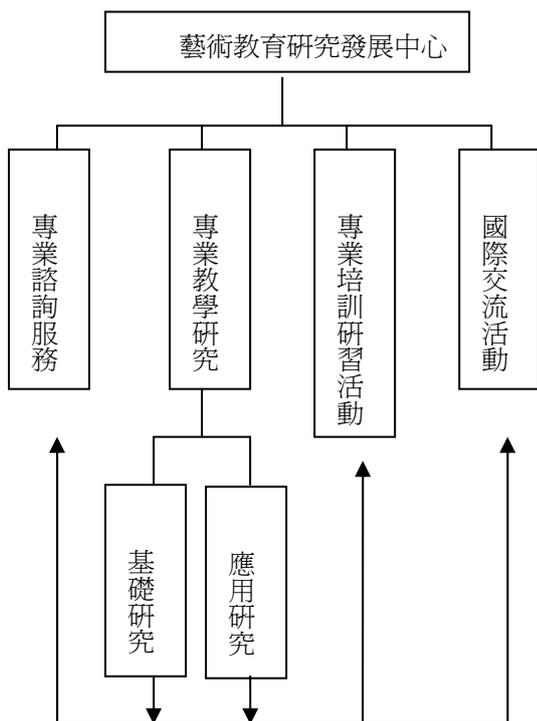 藝術教育研究發展中心
專業諮詢服務
專業教學研究
專業培訓研習活動
國際交流活動
基礎研究
應用研究